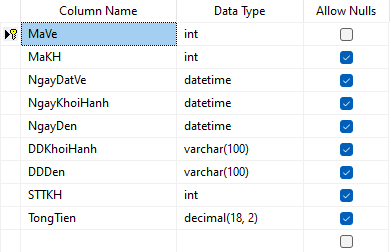 Column Name Data Type Allow Nulls
MaVe int
MaKH int
NgayDatVe datetime
NgayKhoiHanh datetime
NgayDen datetime
DDKhoiHanh varchar(100)
DDDen varchar(100)
STTKH int
TongTien decimal(18, 2)